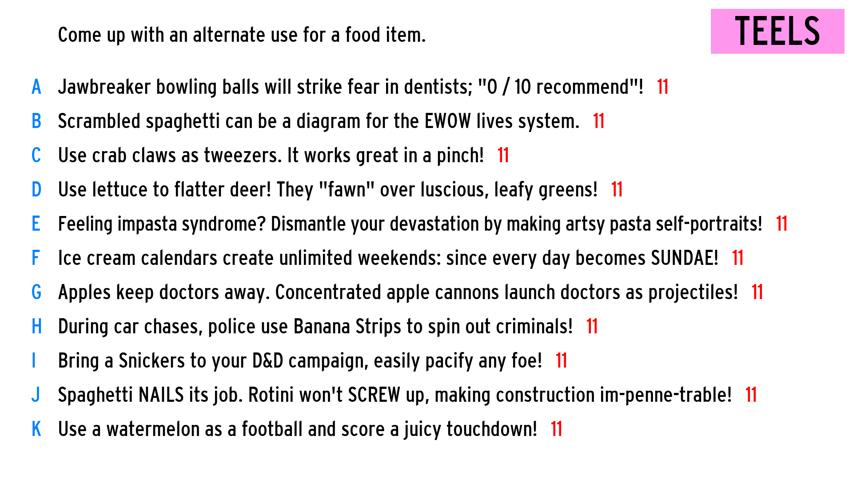 Come up with an alternate use for a food item.
TEELS
A Jawbreaker bowling balls will strike fear in dentists; "0 / 10 recommend"! 11
B Scrambled spaghetti can be a diagram for the EWOW lives system. 11
C Use crab claws as tweezers. It works great in a pinch! 11
D Use lettuce to flatter deer! They "fawn" over luscious, leafy greens! 11
E Feeling impasta syndrome? Dismantle your devastation by making artsy pasta self-portraits! 11
F Ice cream calendars create unlimited weekends: since every day becomes SUNDAE! 11
G Apples keep doctors away. Concentrated apple cannons launch doctors as projectiles! 11
H During car chases, police use Banana Strips to spin out criminals! 11
I Bring a Snickers to your D&D campaign, easily pacify any foe! 11
J Spaghetti NAILS its job. Rotini won't SCREW up, making construction im-penne-trable! 11
K Use a watermelon as a football and score a juicy touchdown! 11